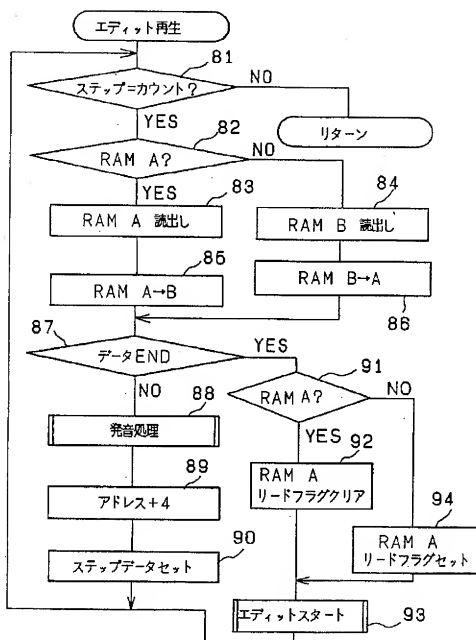 エディット再生
81
ステップ=カウント?
NO
YES
リターン
82
RAM A?
NO
YES
83
84
RAM A 読出し
RAM B 読出し
85
RAM A→B
RAM B→A
86
87
データEND
YES
91
NO
RAM A?
NO
88
YES
92
発音処理
RAM A
リードフラグクリア
89
94
アドレス+4
RAM A
リードフラグセット
90
ステップデータセット
エディットスタート
93